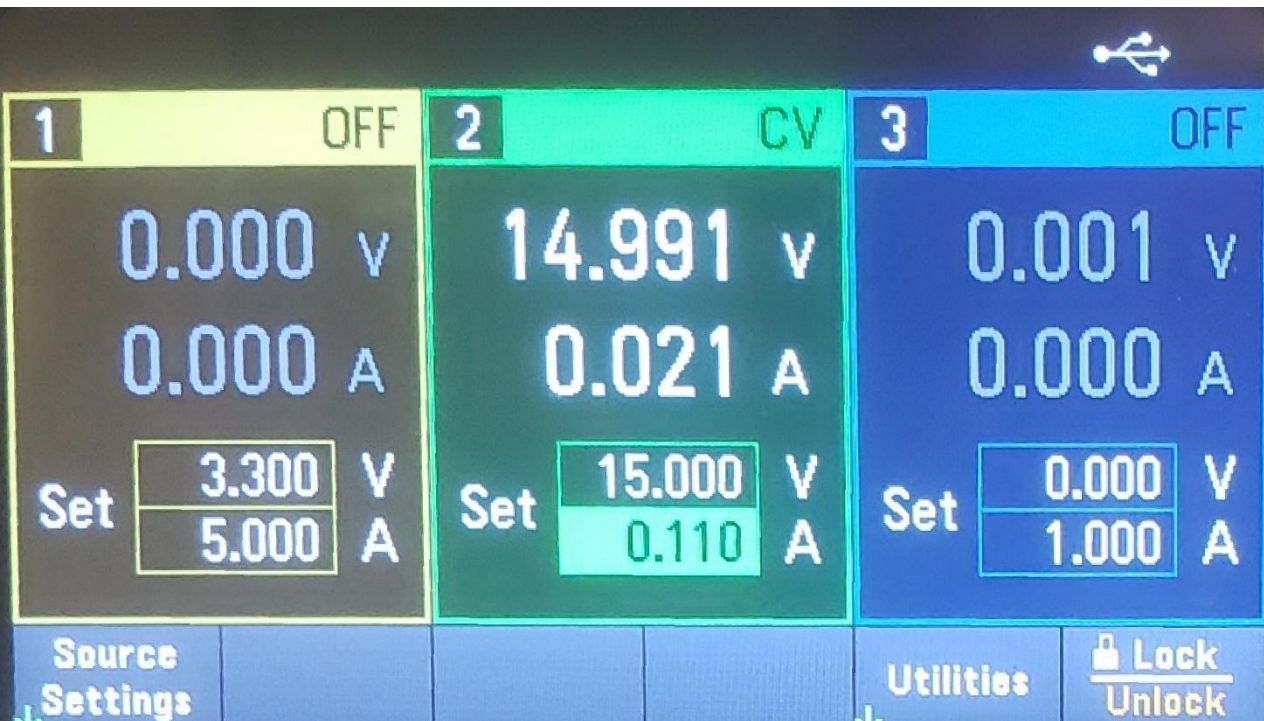 1 OFF 2 CV 3 OFF
0.000 V 14.991 V 0.001 V
0.000 A 0.021 A 0.000 A
Set 3.300 V Set 15.000 V Set 0.000 V
5.000 A 0.110 A 1.000 A
Source Settings Utilities Lock
Unlock